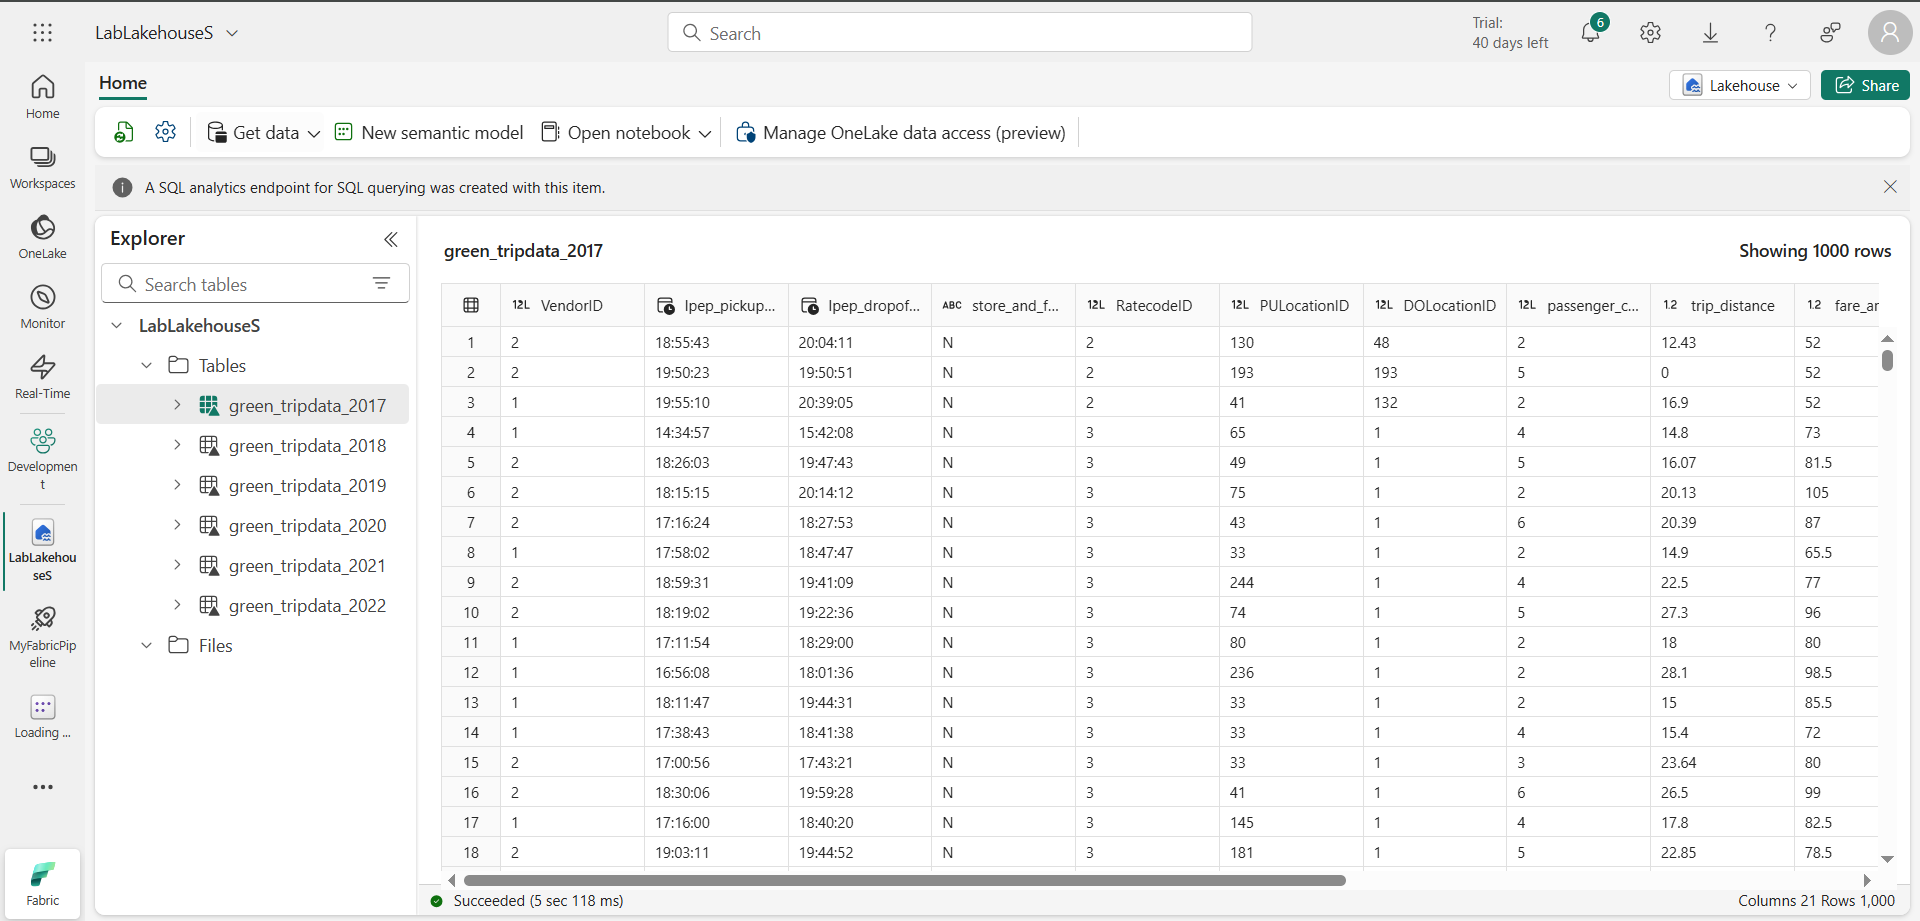 LabLakehouseS
Search
Trial:
40 days left
6
Home
Lakehouse
Share
Get data
New semantic model
Open notebook
Manage OneLake data access (preview)
A SQL analytics endpoint for SQL querying was created with this item.
Home
Workspaces
OneLake
Monitor
Real-Time
Developmen
t
LabLakehou
seS
MyFabricPip
eline
Loading ...
Fabric
Explorer
Search tables
LabLakehouseS
Tables
green_tripdata_2017
green_tripdata_2018
green_tripdata_2019
green_tripdata_2020
green_tripdata_2021
green_tripdata_2022
Files
green_tripdata_2017
Showing 1000 rows
12L VendorID lpep_pickup... lpep_dropof... ABC store_and_f... 12L RatecodeID 12L PULocationID 12L DOLocationID 12L passenger_c... 1.2 trip_distance 1.2 fare_ar
1 2 18:55:43 20:04:11 N 2 130 48 2 12.43 52
2 2 19:50:23 19:50:51 N 2 193 193 5 0 52
3 1 19:55:10 20:39:05 N 2 41 132 2 16.9 52
4 1 14:34:57 15:42:08 N 3 65 1 4 14.8 73
5 2 18:26:03 19:47:43 N 3 49 1 5 16.07 81.5
6 2 18:15:15 20:14:12 N 3 75 1 2 20.13 105
7 2 17:16:24 18:27:53 N 3 43 1 6 20.39 87
8 1 17:58:02 18:47:47 N 3 33 1 2 14.9 65.5
9 2 18:59:31 19:41:09 N 3 244 1 4 22.5 77
10 2 18:19:02 19:22:36 N 3 74 1 5 27.3 96
11 1 17:11:54 18:29:00 N 3 80 1 2 18 80
12 1 16:56:08 18:01:36 N 3 236 1 2 28.1 98.5
13 1 18:11:47 19:44:31 N 3 33 1 2 15 85.5
14 1 17:38:43 18:41:38 N 3 33 1 4 15.4 72
15 2 17:00:56 17:43:21 N 3 33 1 3 23.64 80
16 2 18:30:06 19:59:28 N 3 41 1 6 26.5 99
17 1 17:16:00 18:40:20 N 3 145 1 4 17.8 82.5
18 2 19:03:11 19:44:52 N 3 181 1 5 22.85 78.5
Succeeded (5 sec 118 ms)
Columns 21 Rows 1,000